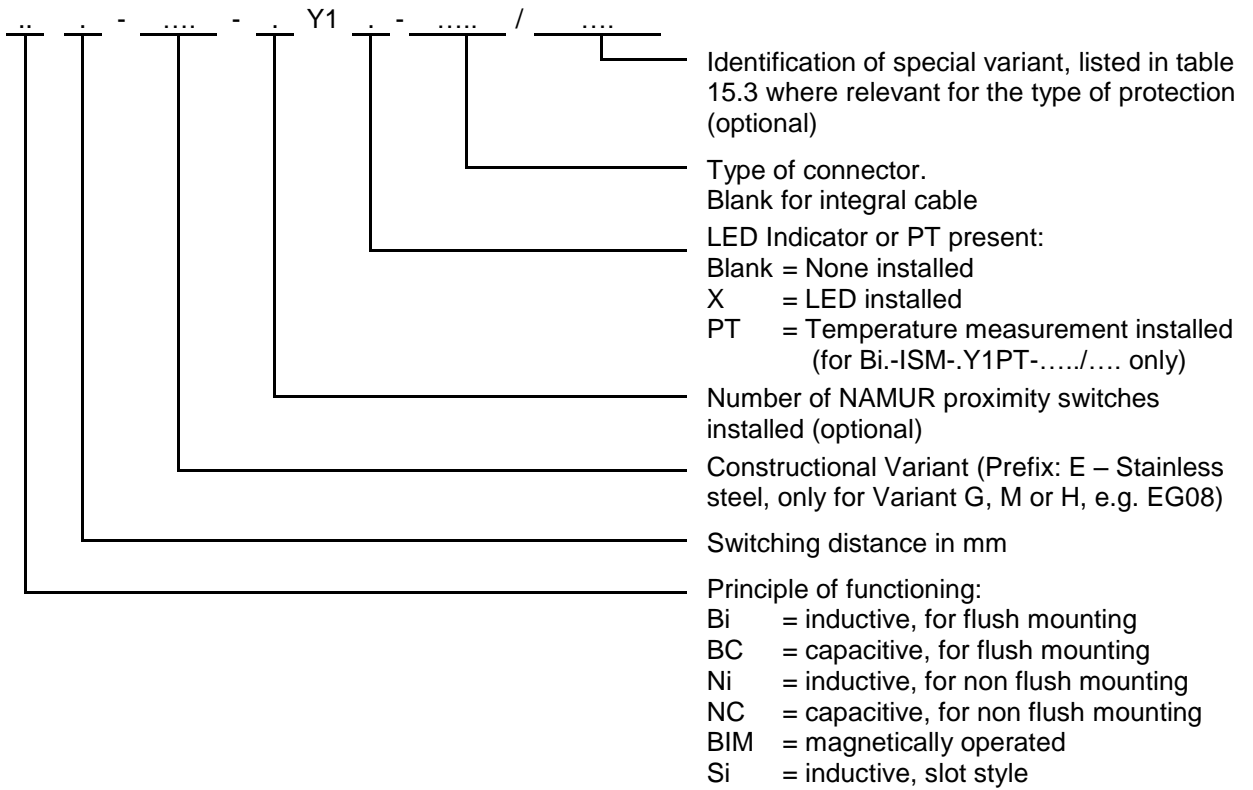 .. . - …. - . Y1 . - ….. / ….
Identification of special variant, listed in table
15.3 where relevant for the type of protection
(optional)
Type of connector.
Blank for integral cable
LED Indicator or PT present:
Blank = None installed
X = LED installed
PT = Temperature measurement installed
(for Bi.-ISM-.Y1PT-…../…. only)
Number of NAMUR proximity switches
installed (optional)
Constructional Variant (Prefix: E – Stainless
steel, only for Variant G, M or H, e.g. EG08)
Switching distance in mm
Principle of functioning:
Bi = inductive, for flush mounting
BC = capacitive, for flush mounting
Ni = inductive, for non flush mounting
NC = capacitive, for non flush mounting
BIM = magnetically operated
Si = inductive, slot style